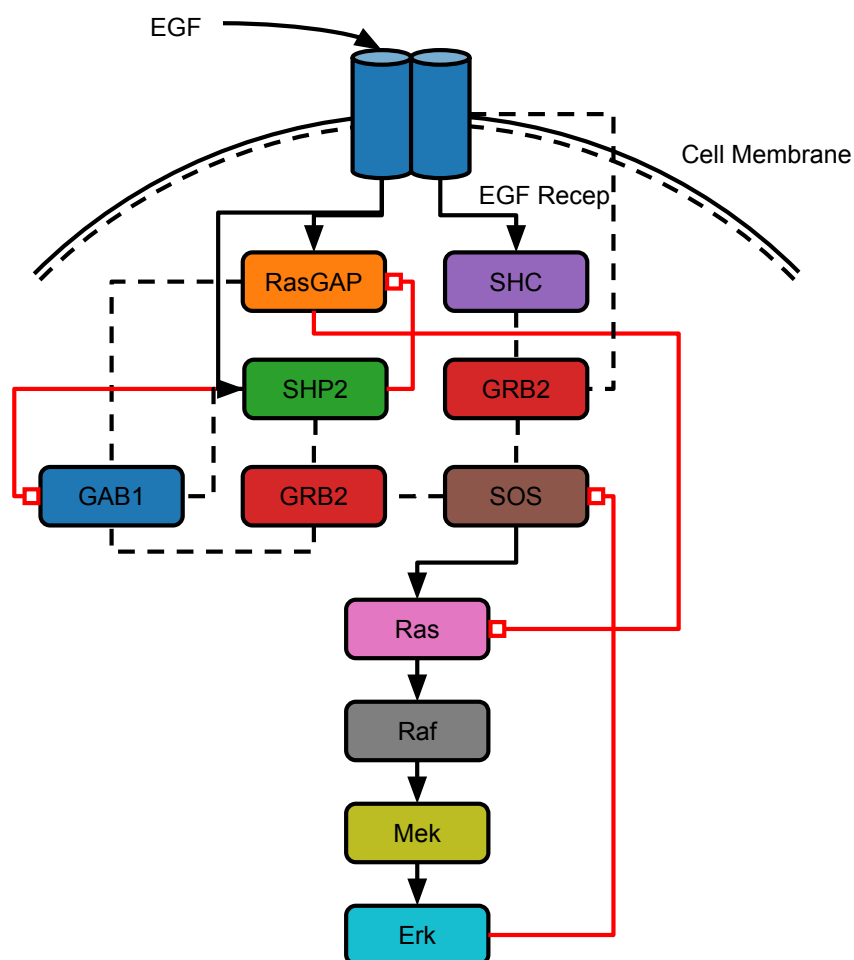 EGF
Cell Membrane
EGF Recep
RasGAP
SHC
SHP2
GRB2
GAB1
GRB2
SOS
Ras
Raf
Mek
Erk